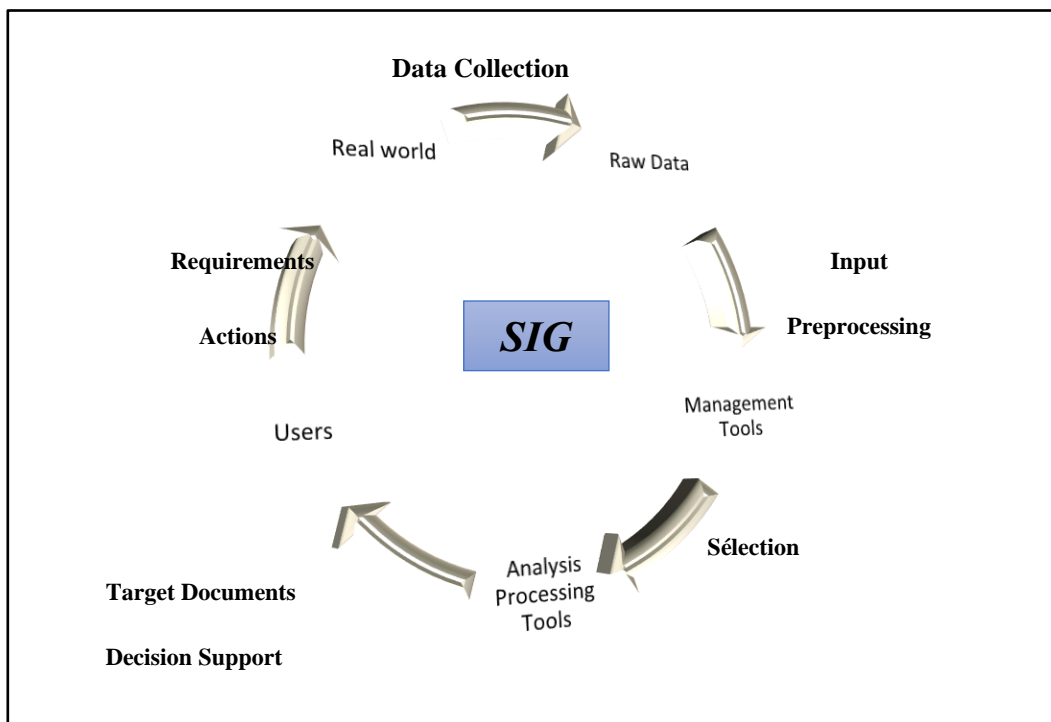 Data Collection
Real world
Raw Data
Requirements
Input
Actions
SIG
Preprocessing
Management
Tools
Users
Sélection
Analysis
Processing
Tools
Target Documents
Decision Support